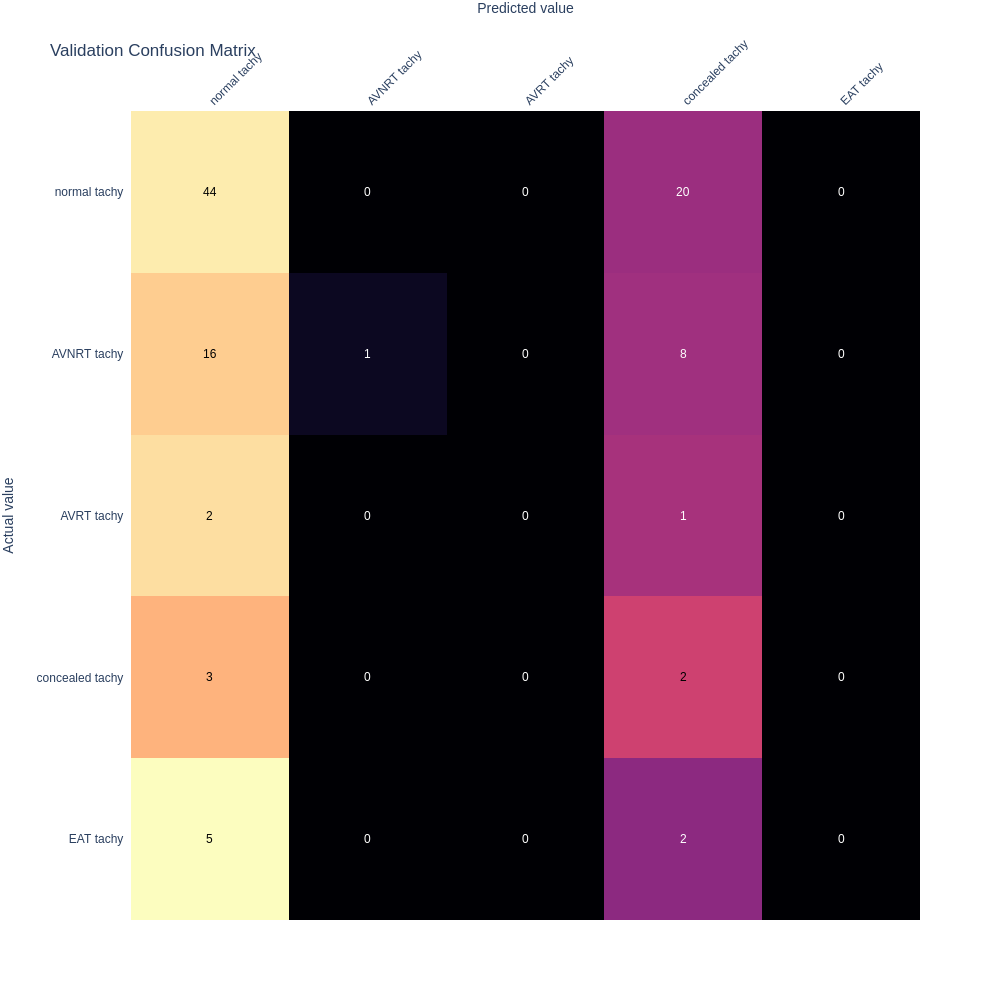 Predicted value
Validation Confusion Matrix
normal tachy AVNRT tachy AVRT tachy concealed tachy EAT tachy
normal tachy 44 0 0 20 0
AVNRT tachy 16 1 0 8 0
AVRT tachy 2 0 0 1 0
concealed tachy 3 0 0 2 0
EAT tachy 5 0 0 2 0
Actual value